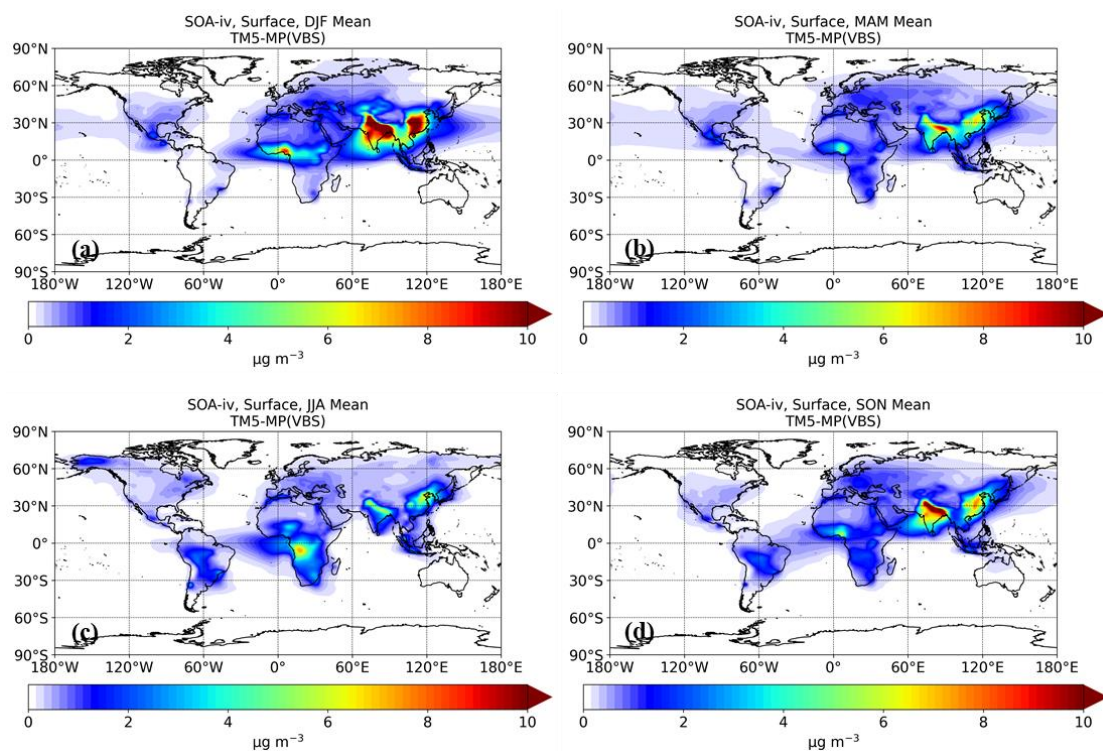 SOA-iv, Surface, DJF Mean
TM5-MP(VBS)
90°N
60°N
30°N
0°
30°S
60°S
90°S
(a)
180°W 120°W 60°W 0° 60°E 120°E 180°E
0 2 4 6 8 10
µg m⁻³
SOA-iv, Surface, MAM Mean
TM5-MP(VBS)
90°N
60°N
30°N
0°
30°S
60°S
90°S
(b)
180°W 120°W 60°W 0° 60°E 120°E 180°E
0 2 4 6 8 10
µg m⁻³
SOA-iv, Surface, JJA Mean
TM5-MP(VBS)
90°N
60°N
30°N
0°
30°S
60°S
90°S
(c)
180°W 120°W 60°W 0° 60°E 120°E 180°E
0 2 4 6 8 10
µg m⁻³
SOA-iv, Surface, SON Mean
TM5-MP(VBS)
90°N
60°N
30°N
0°
30°S
60°S
90°S
(d)
180°W 120°W 60°W 0° 60°E 120°E 180°E
0 2 4 6 8 10
µg m⁻³